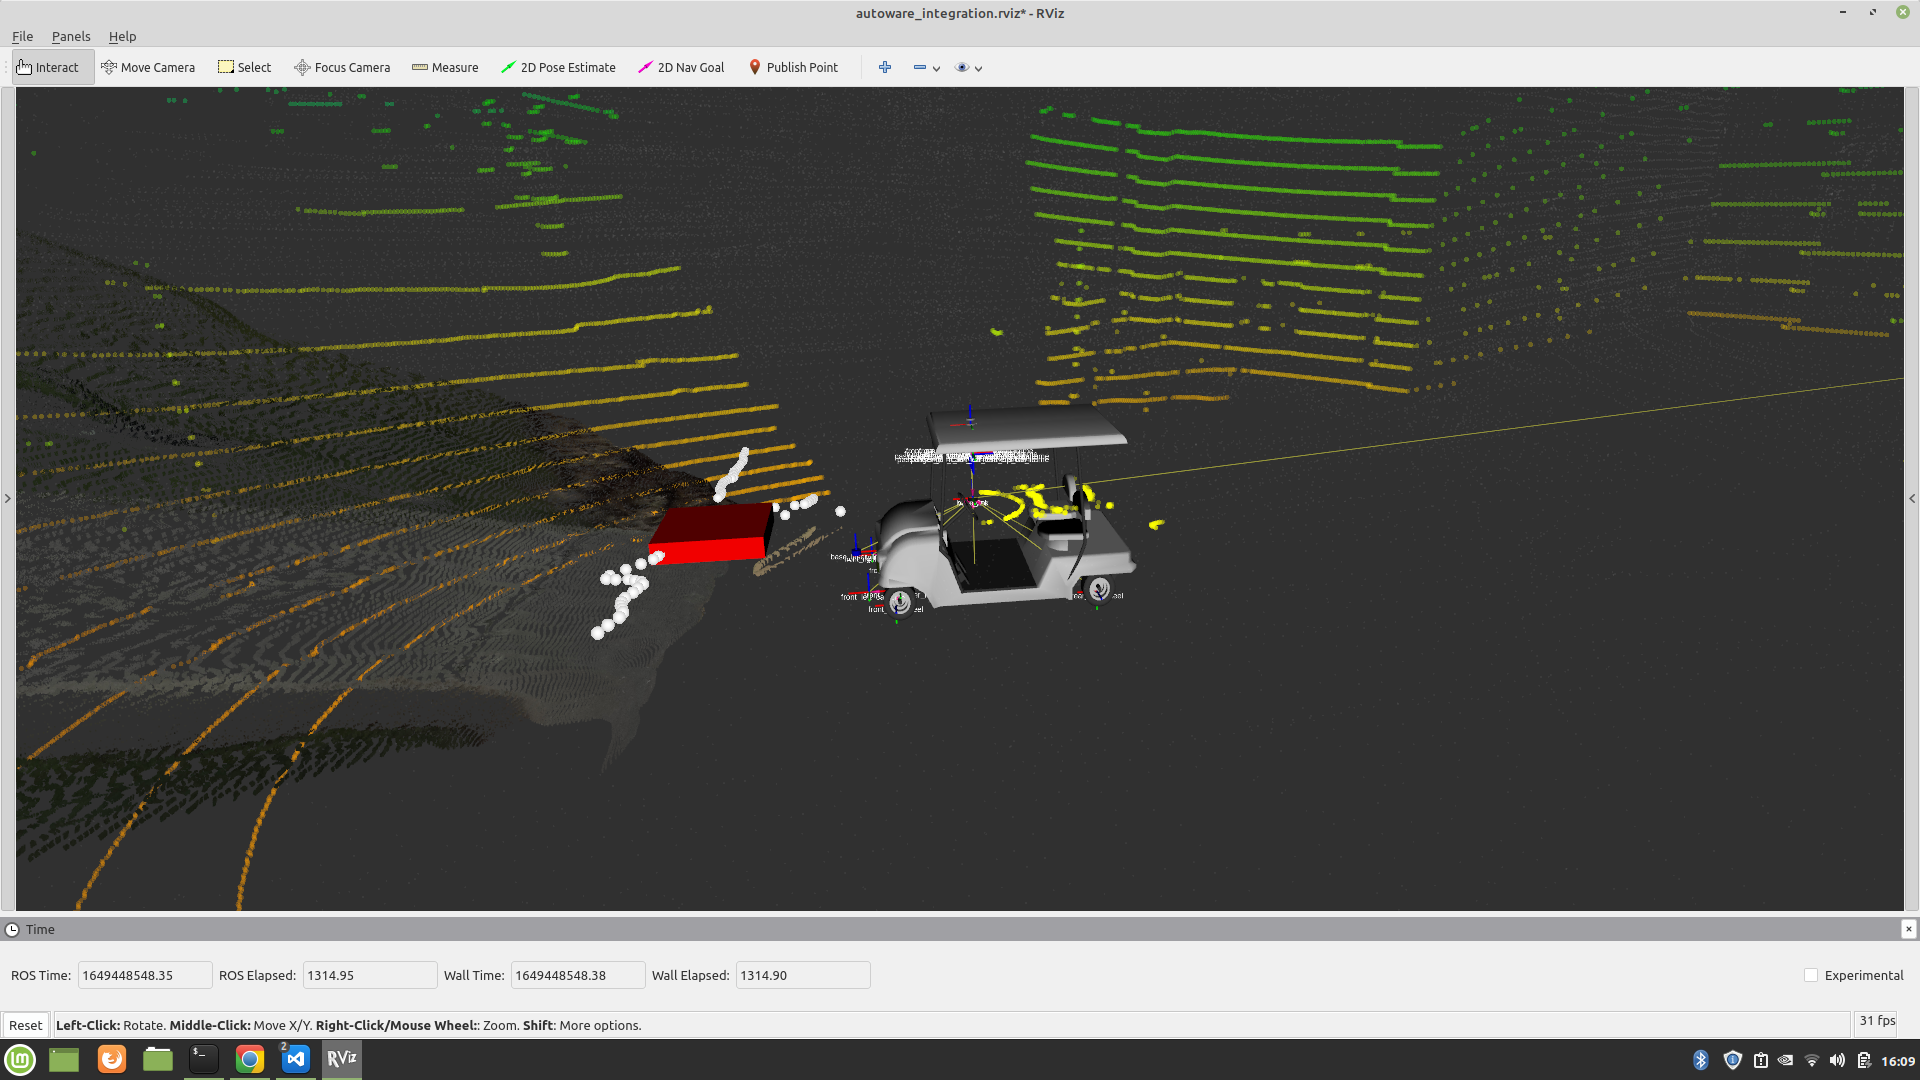 autoware_integration.rviz* - RViz
File Panels Help
Interact Move Camera Select Focus Camera Measure 2D Pose Estimate 2D Nav Goal Publish Point
Time
ROS Time: 1649448548.35 ROS Elapsed: 1314.95 Wall Time: 1649448548.38 Wall Elapsed: 1314.90 Experimental
Reset Left-Click: Rotate. Middle-Click: Move X/Y. Right-Click/Mouse Wheel:: Zoom. Shift: More options. 31 fps
2
RViz 16:09